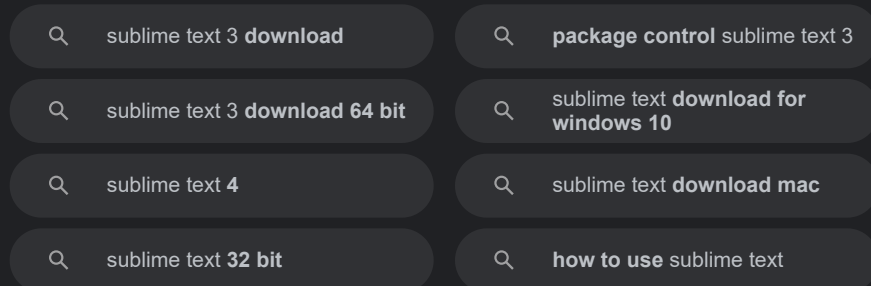 sublime text 3 download
package control sublime text 3
sublime text 3 download 64 bit
sublime text download for
windows 10
sublime text 4
sublime text download mac
sublime text 32 bit
how to use sublime text